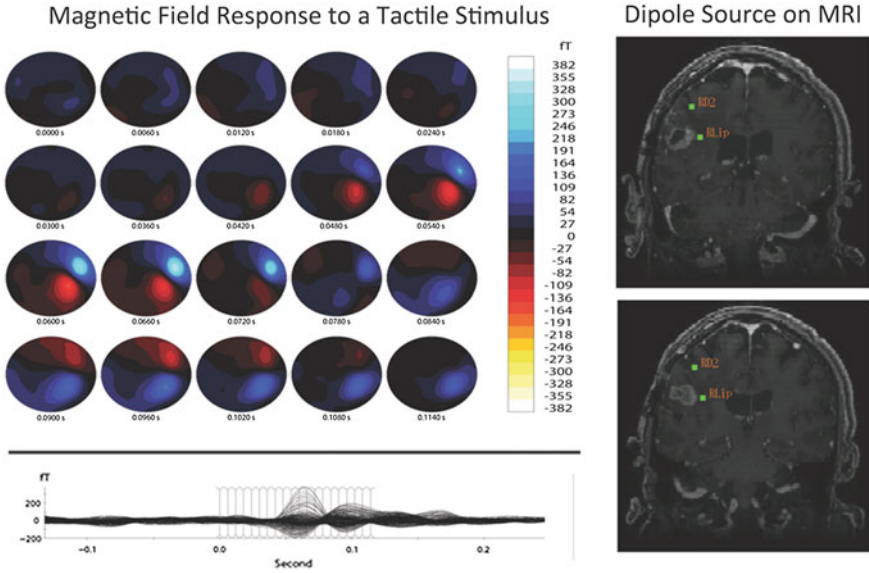 Magnetic Field Response to a Tactile Stimulus
0.0000 s 0.0060 s 0.0120 s 0.0180 s 0.0240 s
0.0300 s 0.0360 s 0.0420 s 0.0480 s 0.0540 s
0.0600 s 0.0660 s 0.0720 s 0.0780 s 0.0840 s
0.0900 s 0.0960 s 0.1020 s 0.1080 s 0.1140 s
fT
382
355
328
300
273
246
218
191
164
136
109
82
54
27
0
-27
-54
-82
-109
-136
-164
-191
-218
-246
-273
-300
-328
-355
-382
fT
200
0
-200
-0.1 0.0 0.1 0.2
Second
Dipole Source on MRI
RD2
RLip
RD2
RLip